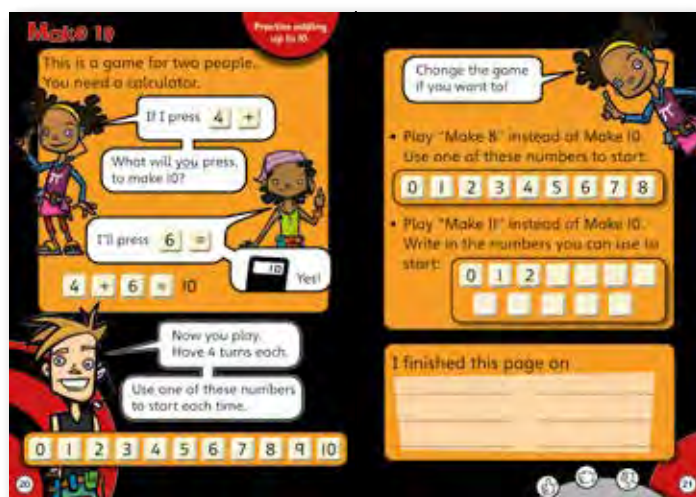 Make 10
Practise adding
up to 10
This is a game for two people.
You need a calculator.
If I press 4 +
What will you press,
to make 10?
I'll press 6 =
10
Yes!
4 + 6 = 10
Now you play.
Have 4 turns each.
Use one of these numbers
to start each time.
0 1 2 3 4 5 6 7 8 9 10
20
Change the game
if you want to!
• Play "Make 8" instead of Make 10.
Use one of these numbers to start:
0 1 2 3 4 5 6 7 8
• Play "Make 11" instead of Make 10.
Write in the numbers you can use to
start:
0 1 2
I finished this page on
21